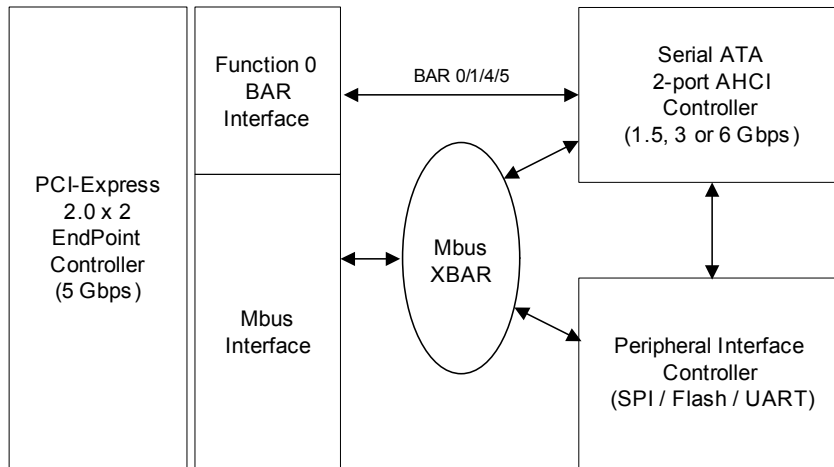 PCI-Express
2.0 x 2
EndPoint
Controller
(5 Gbps)
Function 0
BAR
Interface
Mbus
Interface
BAR 0/1/4/5
Mbus
XBAR
Serial ATA
2-port AHCI
Controller
(1.5, 3 or 6 Gbps)
Peripheral Interface
Controller
(SPI / Flash / UART)